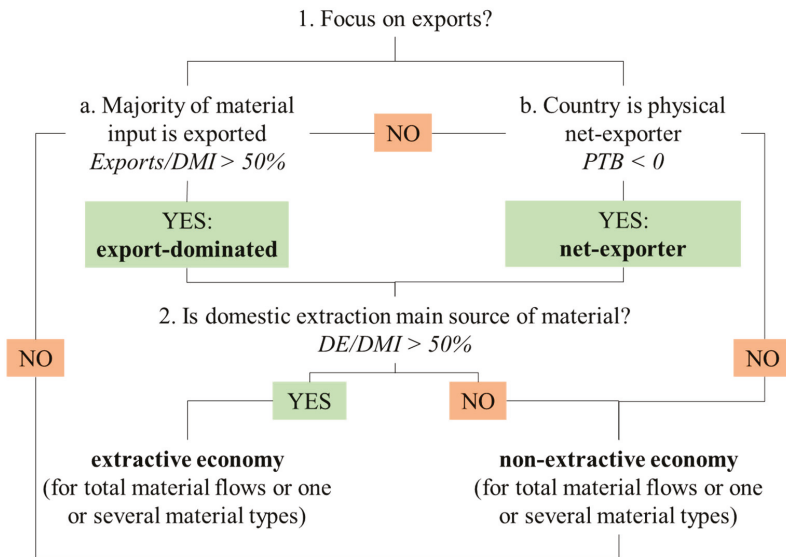 1. Focus on exports?
a. Majority of material
input is exported
Exports/DMI > 50%
NO
b. Country is physical
net-exporter
PTB < 0
YES:
export-dominated
YES:
net-exporter
2. Is domestic extraction main source of material?
DE/DMI > 50%
NO
NO
YES
NO
extractive economy
(for total material flows or one
or several material types)
non-extractive economy
(for total material flows or one
or several material types)